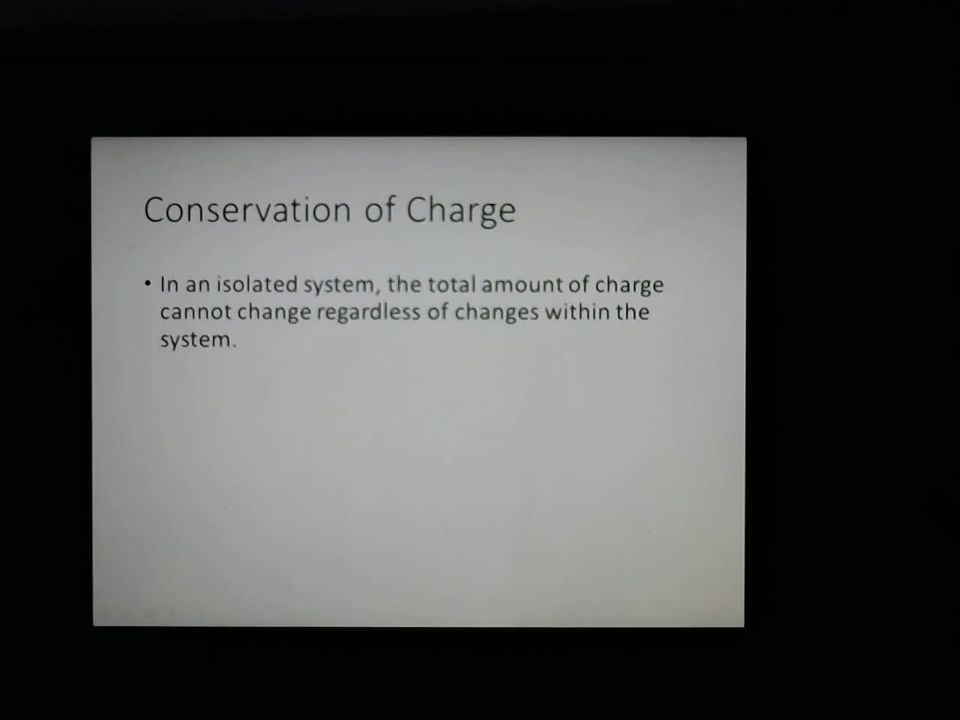 Conservation of Charge
• In an isolated system, the total amount of charge
cannot change regardless of changes within the
system.